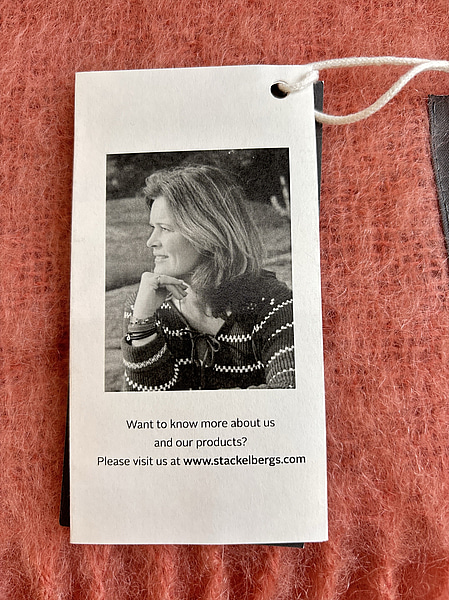 Want to know more about us
and our products?
Please visit us at www.stackelbergs.com